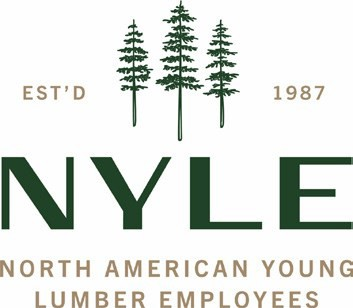 EST'D 1987
NYLE
NORTH AMERICAN YOUNG
LUMBER EMPLOYEES